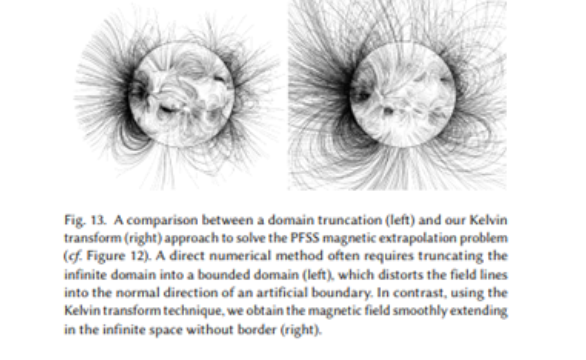 Fig. 13. A comparison between a domain truncation (left) and our Kelvin
transform (right) approach to solve the PFSS magnetic extrapolation problem
(cf. Figure 12). A direct numerical method often requires truncating the
infinite domain into a bounded domain (left), which distorts the field lines
into the normal direction of an artificial boundary. In contrast, using the
Kelvin transform technique, we obtain the magnetic field smoothly extending
in the infinite space without border (right).